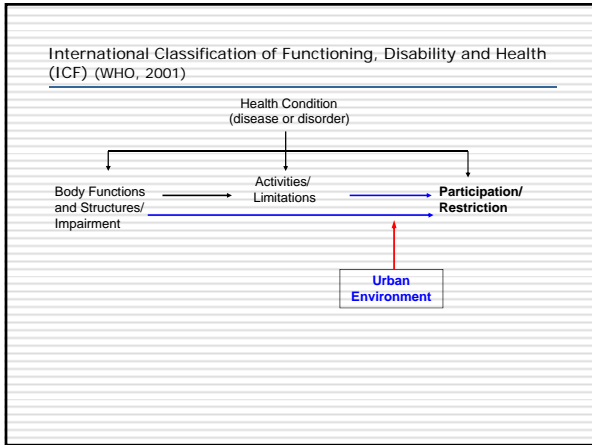 International Classification of Functioning, Disability and Health
(ICF) (WHO, 2001)
Health Condition
(disease or disorder)
Body Functions
and Structures/
Impairment
Activities/
Limitations
Participation/
Restriction
Urban
Environment